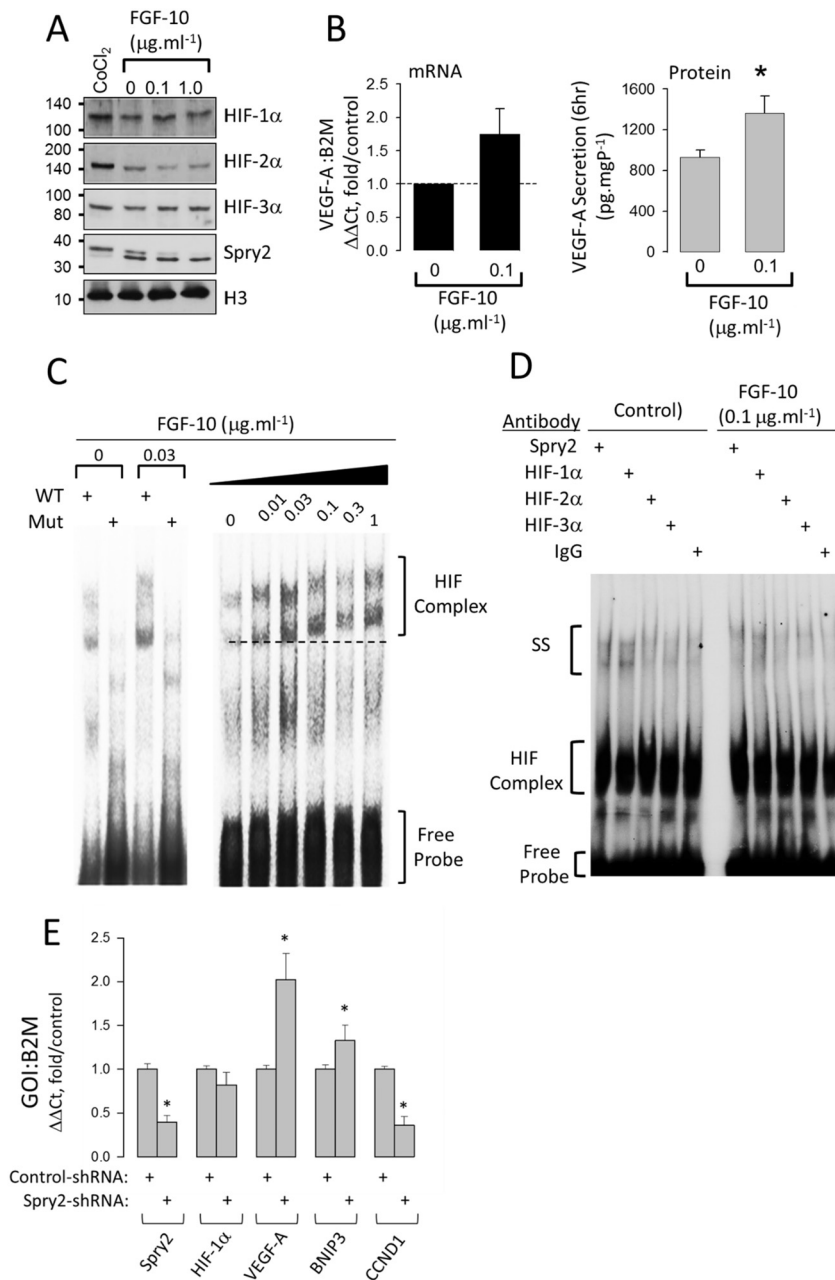 A
FGF-10
(µg.ml-1)
CoCl2 0 0.1 1.0
140
100
HIF-1α
200
140
HIF-2α
100
80
HIF-3α
40
30
Spry2
10
H3
B
mRNA
VEGF-A :B2M
ΔΔCt, fold/control
2.5
2.0
1.5
1.0
0.5
0.0
0 0.1
FGF-10
(µg.ml-1)
Protein *
VEGF-A Secretion (6hr)
(pg.mgP-1)
1600
1200
800
400
0
0 0.1
FGF-10
(µg.ml-1)
C
FGF-10 (µg.ml-1)
0 0.03
WT + +
Mut + +
0 0.01 0.03 0.1 0.3 1
HIF
Complex
Free
Probe
D
Antibody Control) FGF-10
(0.1 µg.ml-1)
Spry2 + +
HIF-1α + +
HIF-2α + +
HIF-3α + +
IgG + +
SS
HIF
Complex
Free
Probe
E
GOI:B2M
ΔΔCt, fold/control
2.5
2.0
1.5
1.0
0.5
0.0
* * * *
Control-shRNA: + + + + +
Spry2-shRNA: + + + + +
Spry2 HIF-1α VEGF-A BNIP3 CCND1